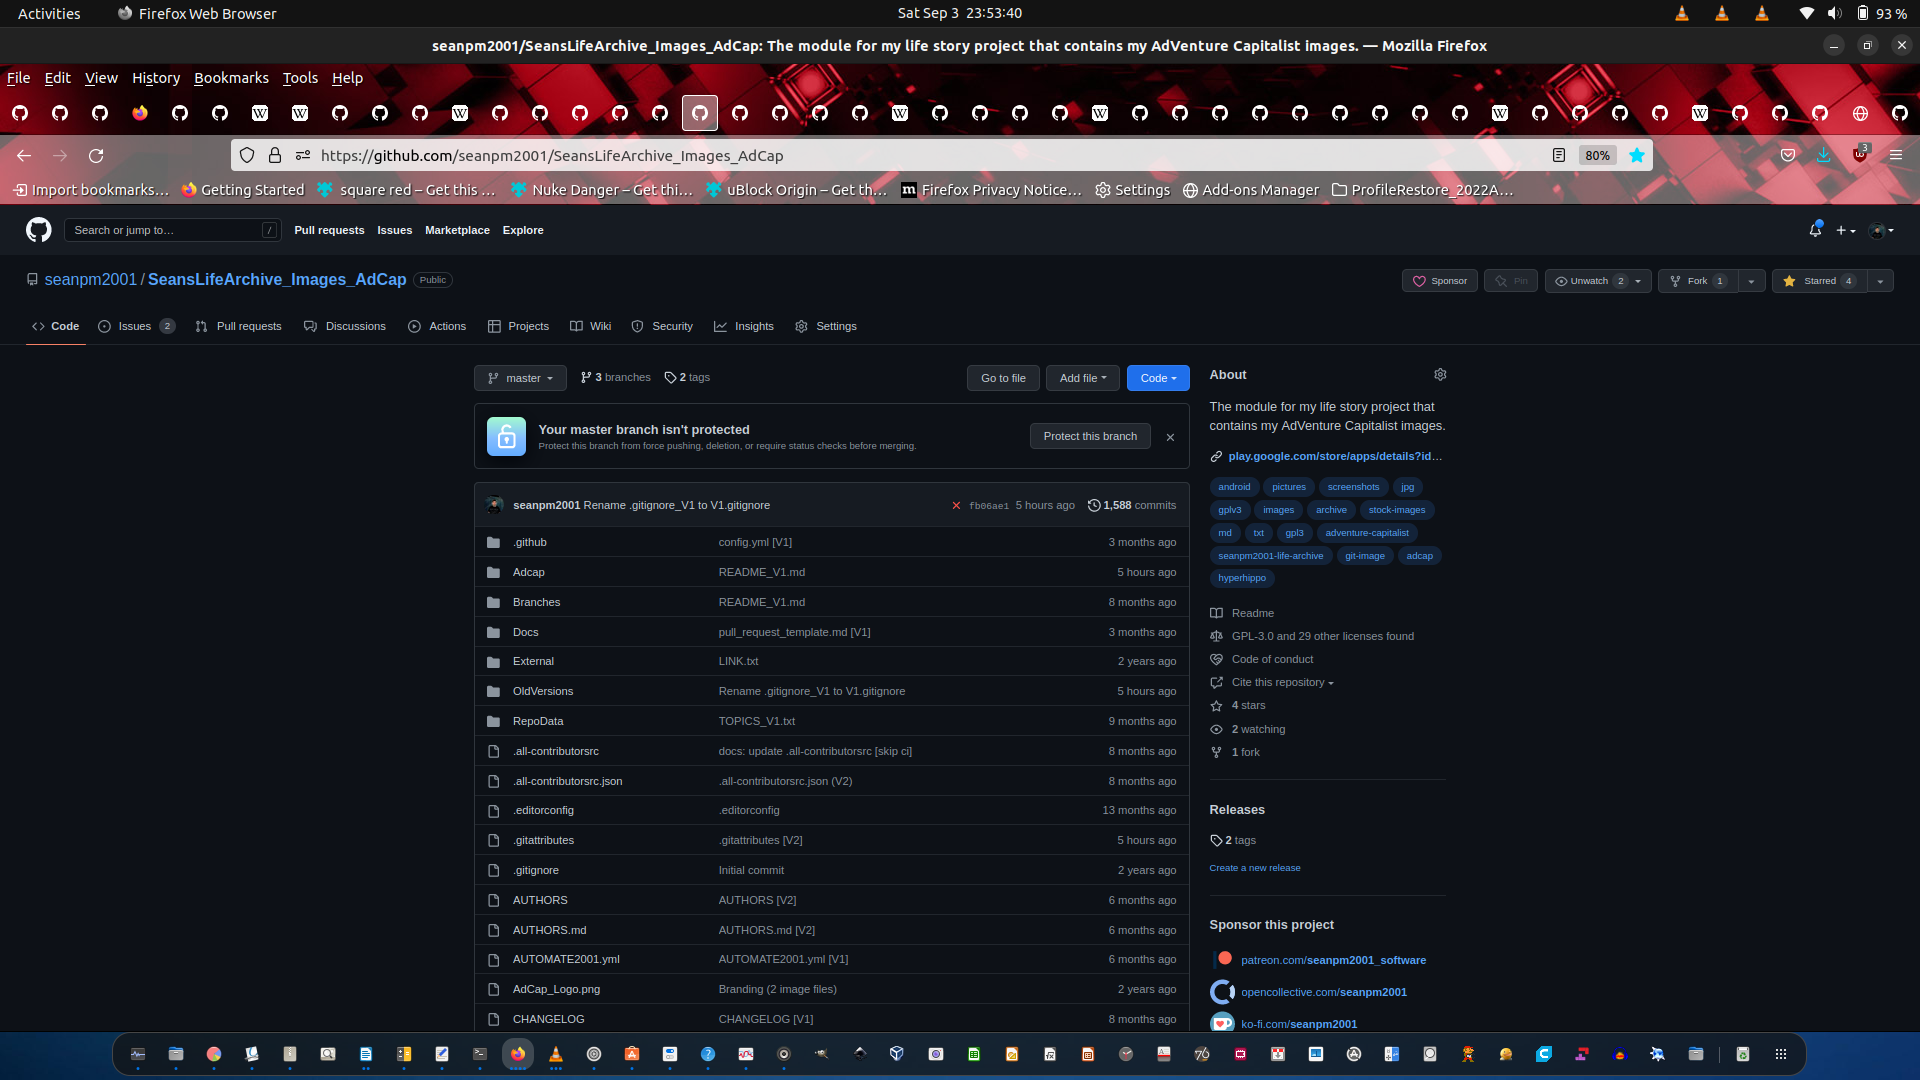 Activities
Firefox Web Browser
Sat Sep 3 23:53:40
93 %
seanpm2001/SeansLifeArchive_Images_AdCap: The module for my life story project that contains my AdVenture Capitalist images. — Mozilla Firefox
File Edit View History Bookmarks Tools Help
https://github.com/seanpm2001/SeansLifeArchive_Images_AdCap
80%
3
Import bookmarks…
Getting Started
square red – Get this …
Nuke Danger – Get thi…
uBlock Origin – Get th…
Firefox Privacy Notice…
Settings
Add-ons Manager
ProfileRestore_2022A…
Search or jump to…
/
Pull requests
Issues
Marketplace
Explore
seanpm2001 / SeansLifeArchive_Images_AdCap
Public
Sponsor
Pin
Unwatch 2
Fork 1
Starred 4
Code
Issues 2
Pull requests
Discussions
Actions
Projects
Wiki
Security
Insights
Settings
master
3 branches
2 tags
Go to file
Add file
Code
Your master branch isn't protected
Protect this branch from force pushing, deletion, or require status checks before merging.
Protect this branch
seanpm2001 Rename .gitignore_V1 to V1.gitignore
fb06ae1 5 hours ago
1,588 commits
.github config.yml [V1] 3 months ago
Adcap README_V1.md 5 hours ago
Branches README_V1.md 8 months ago
Docs pull_request_template.md [V1] 3 months ago
External LINK.txt 2 years ago
OldVersions Rename .gitignore_V1 to V1.gitignore 5 hours ago
RepoData TOPICS_V1.txt 9 months ago
.all-contributorsrc docs: update .all-contributorsrc [skip ci] 8 months ago
.all-contributorsrc.json .all-contributorsrc.json (V2) 8 months ago
.editorconfig .editorconfig 13 months ago
.gitattributes .gitattributes [V2] 5 hours ago
.gitignore Initial commit 2 years ago
AUTHORS AUTHORS [V2] 6 months ago
AUTHORS.md AUTHORS.md [V2] 6 months ago
AUTOMATE2001.yml AUTOMATE2001.yml [V1] 6 months ago
AdCap_Logo.png Branding (2 image files) 2 years ago
CHANGELOG CHANGELOG [V1] 8 months ago
About
The module for my life story project that
contains my AdVenture Capitalist images.
play.google.com/store/apps/details?id…
android pictures screenshots jpg
gplv3 images archive stock-images
md txt gpl3 adventure-capitalist
seanpm2001-life-archive git-image adcap
hyperhippo
Readme
GPL-3.0 and 29 other licenses found
Code of conduct
Cite this repository
4 stars
2 watching
1 fork
Releases
2 tags
Create a new release
Sponsor this project
patreon.com/seanpm2001_software
opencollective.com/seanpm2001
ko-fi.com/seanpm2001